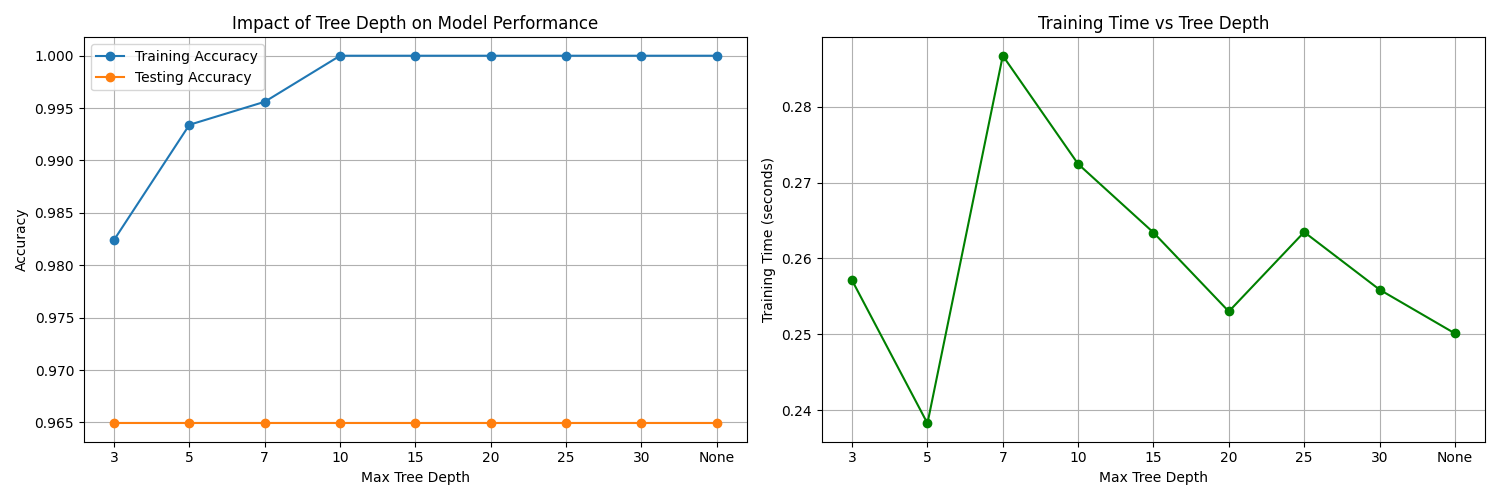 Impact of Tree Depth on Model Performance
Training Accuracy
Testing Accuracy
Accuracy
1.000
0.995
0.990
0.985
0.980
0.975
0.970
0.965
3 5 7 10 15 20 25 30 None
Max Tree Depth
Training Time vs Tree Depth
Training Time (seconds)
0.28
0.27
0.26
0.25
0.24
3 5 7 10 15 20 25 30 None
Max Tree Depth